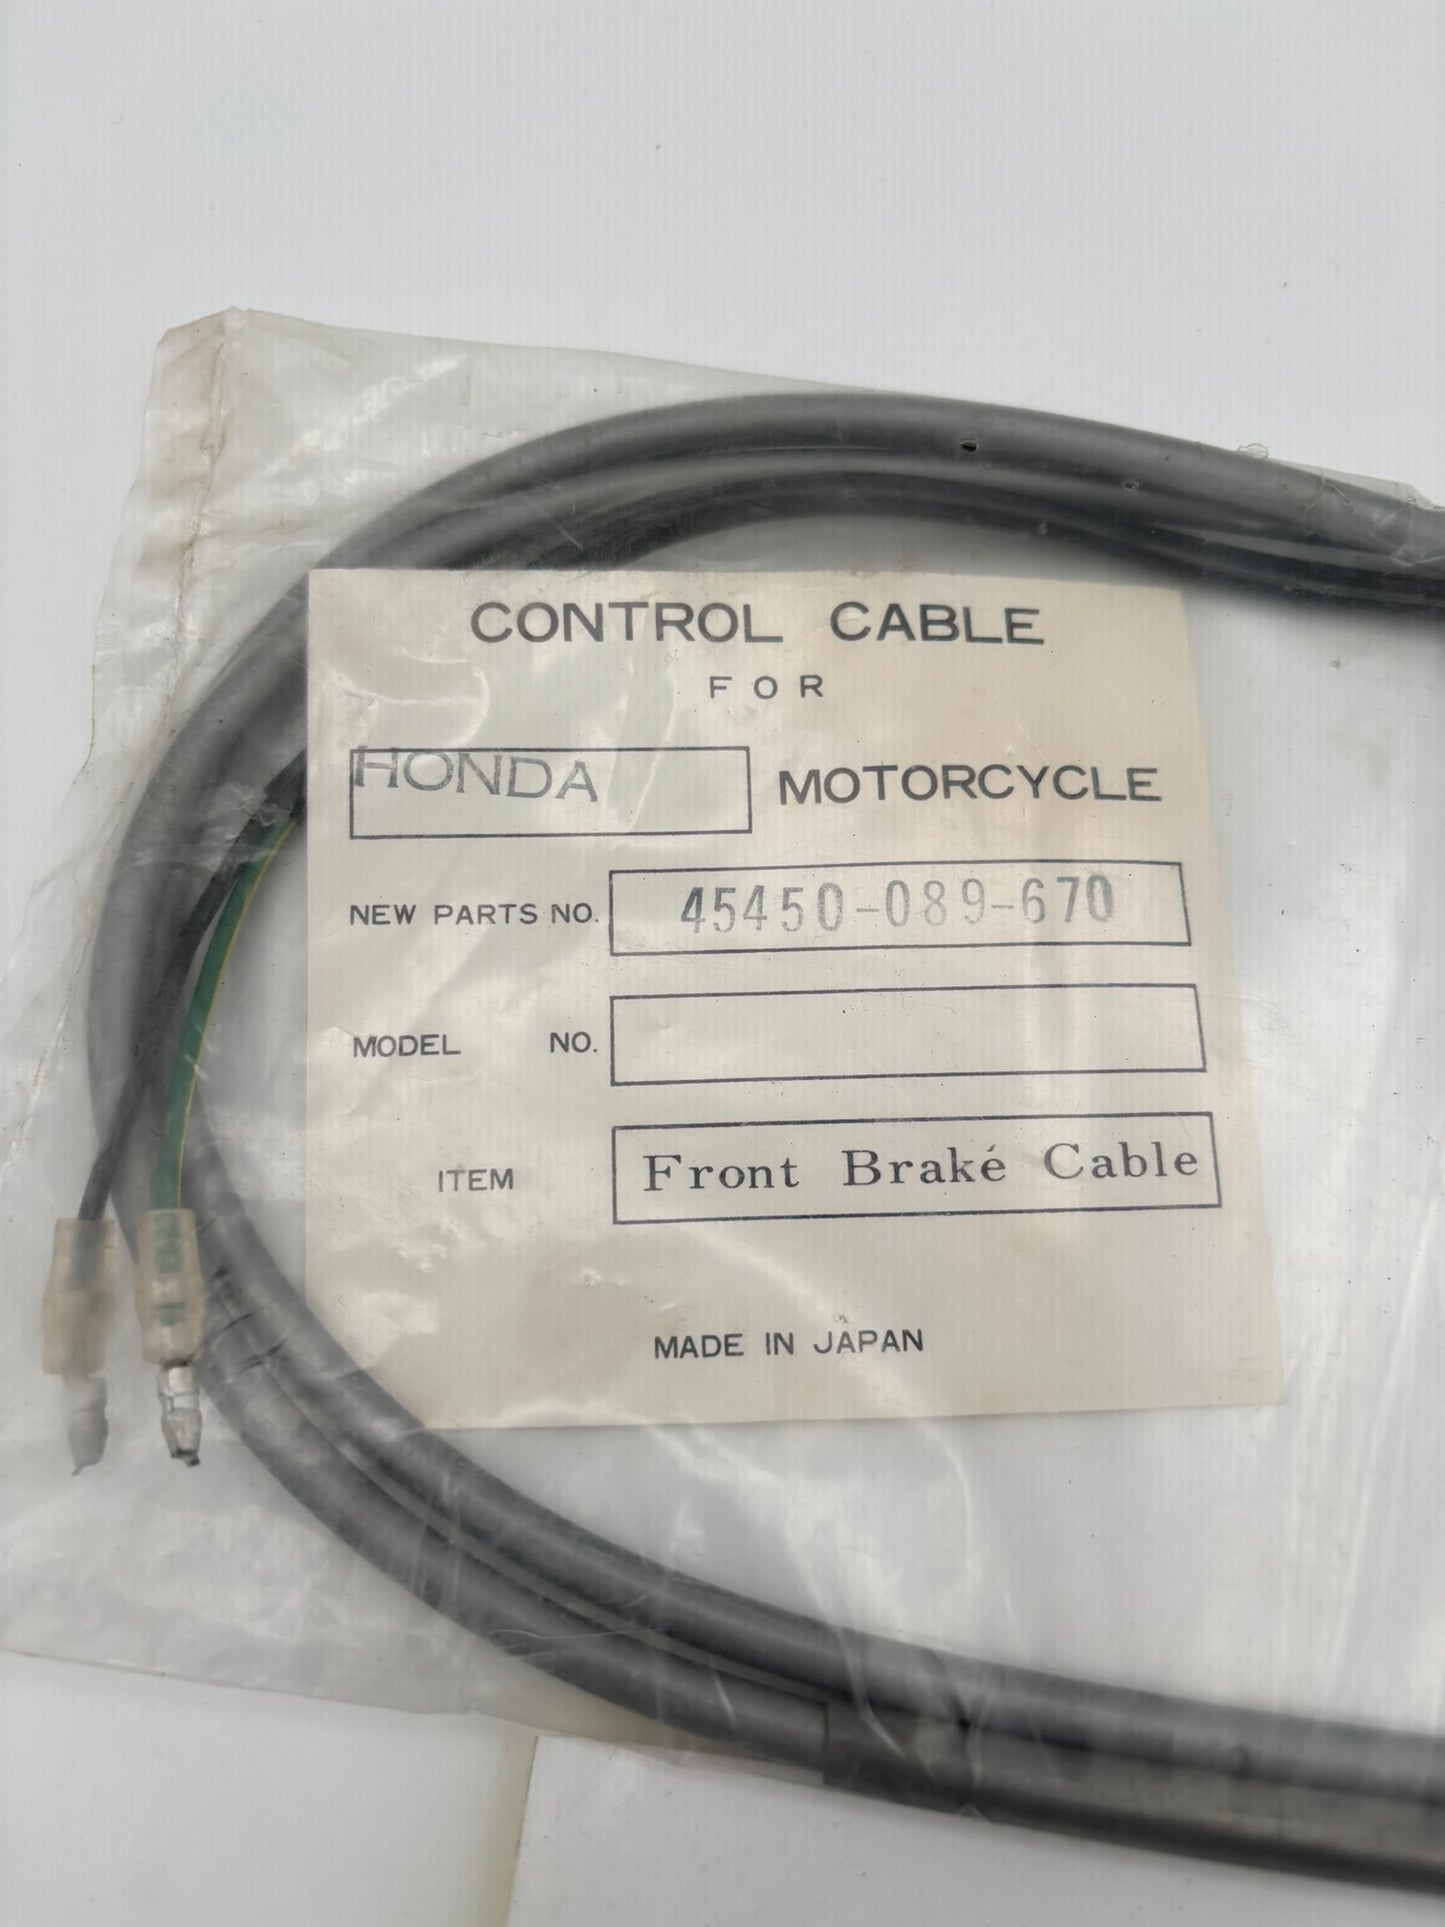 CONTROL CABLE
FOR
HONDA MOTORCYCLE
NEW PARTS NO. 45450-089-670
MODEL NO.
ITEM Front Braké Cable
MADE IN JAPAN